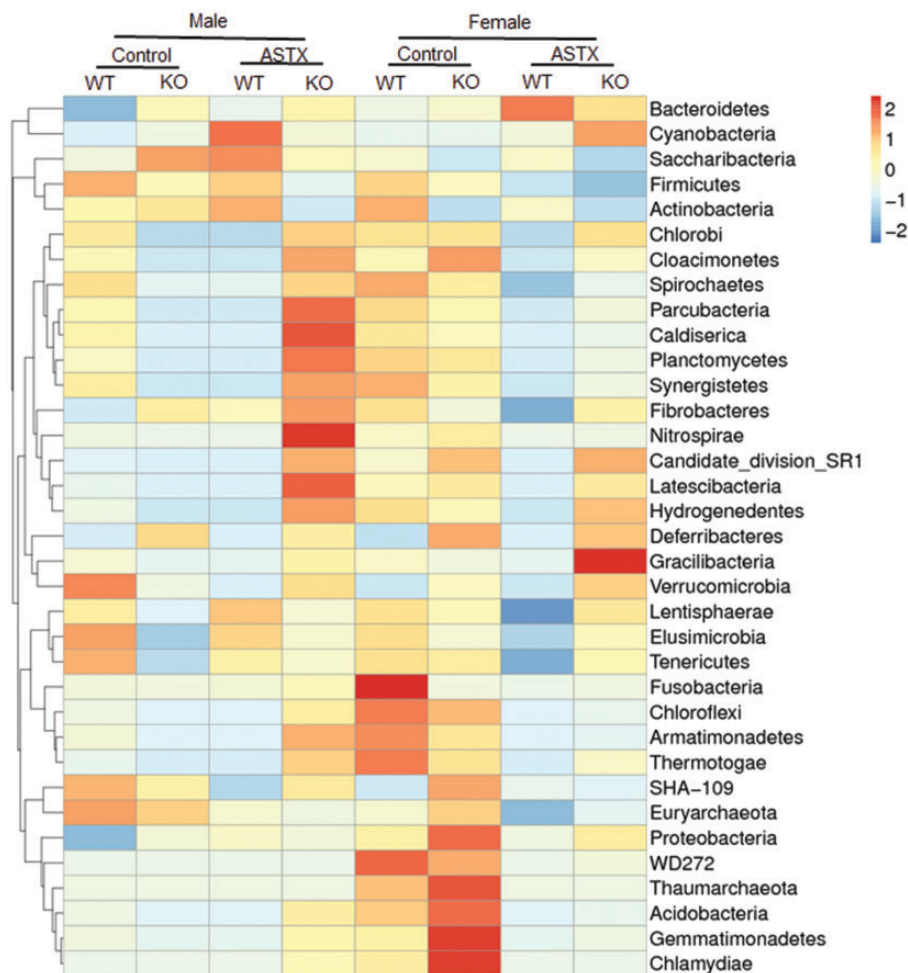 Male Female
Control ASTX Control ASTX
WT KO WT KO WT KO WT KO
Bacteroidetes
Cyanobacteria
Saccharibacteria
Firmicutes
Actinobacteria
Chlorobi
Cloacimonetes
Spirochaetes
Parcubacteria
Caldiserica
Planctomycetes
Synergistetes
Fibrobacteres
Nitrospirae
Candidate_division_SR1
Latescibacteria
Hydrogenedentes
Deferribacteres
Gracilibacteria
Verrucomicrobia
Lentisphaerae
Elusimicrobia
Tenericutes
Fusobacteria
Chloroflexi
Armatimonadetes
Thermotogae
SHA−109
Euryarchaeota
Proteobacteria
WD272
Thaumarchaeota
Acidobacteria
Gemmatimonadetes
Chlamydiae
2
1
0
−1
−2